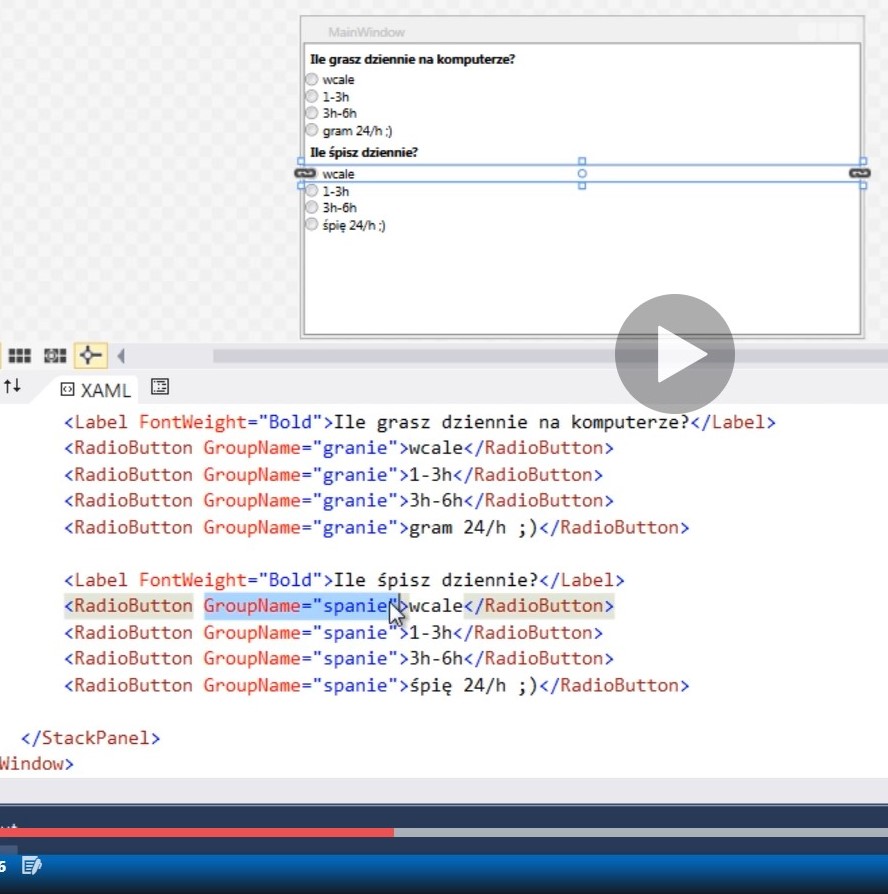 MainWindow
Ile grasz dziennie na komputerze?
wcale
1-3h
3h-6h
gram 24/h ;)
Ile śpisz dziennie?
wcale
1-3h
3h-6h
śpię 24/h ;)
XAML
<Label FontWeight="Bold">Ile grasz dziennie na komputerze?</Label>
<RadioButton GroupName="granie">wcale</RadioButton>
<RadioButton GroupName="granie">1-3h</RadioButton>
<RadioButton GroupName="granie">3h-6h</RadioButton>
<RadioButton GroupName="granie">gram 24/h ;)</RadioButton>
<Label FontWeight="Bold">Ile śpisz dziennie?</Label>
<RadioButton GroupName="spanie">wcale</RadioButton>
<RadioButton GroupName="spanie">1-3h</RadioButton>
<RadioButton GroupName="spanie">3h-6h</RadioButton>
<RadioButton GroupName="spanie">śpię 24/h ;)</RadioButton>
</StackPanel>
Window>